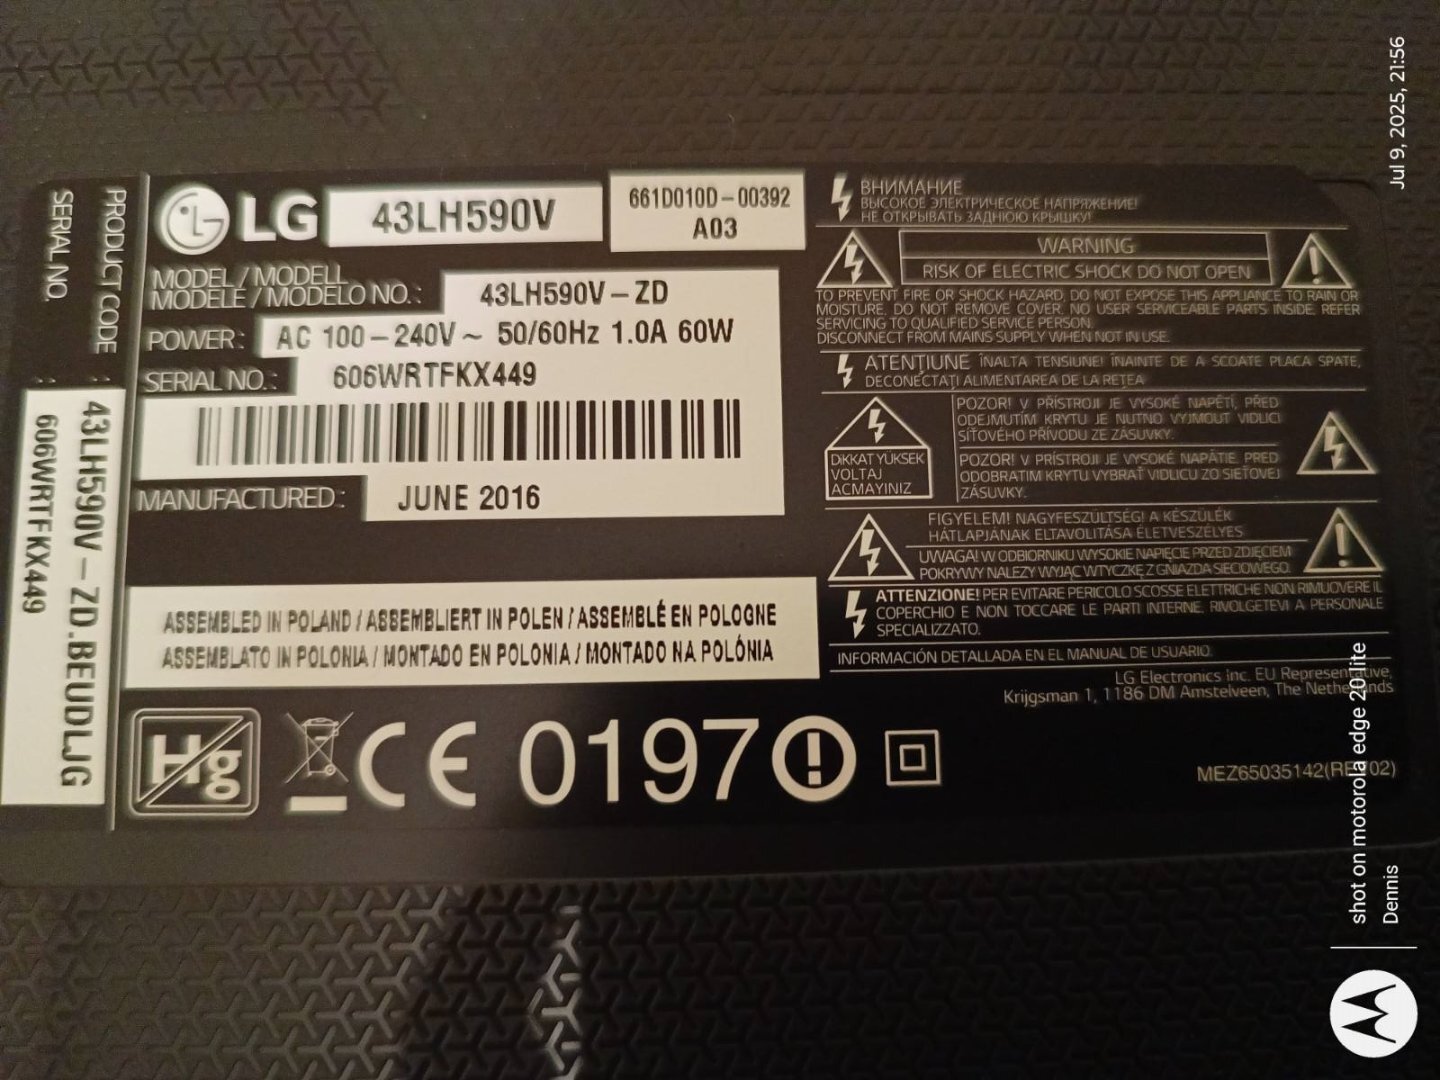 LG 43LH590V
661D010D-00392
A03
MODEL / MODELL
MODÈLE / MODELO NO. : 43LH590V-ZD
POWER : AC 100-240V~ 50/60Hz 1.0A 60W
SERIAL NO. : 606WRTFKX449
MANUFACTURED : JUNE 2016
ASSEMBLED IN POLAND / ASSEMBLIERT IN POLEN / ASSEMBLÉ EN POLOGNE
ASSEMBLATO IN POLONIA / MONTADO EN POLONIA / MONTADO NA POLÓNIA
Hg
CE 0197
PRODUCT CODE : 43LH590V-ZD.BEUDLJG
SERIAL NO. : 606WRTFKX449
ВНИМАНИЕ
ВЫСОКОЕ ЭЛЕКТРИЧЕСКОЕ НАПРЯЖЕНИЕ!
НЕ ОТКРЫВАТЬ ЗАДНЮЮ КРЫШКУ!
WARNING
RISK OF ELECTRIC SHOCK DO NOT OPEN
TO PREVENT FIRE OR SHOCK HAZARD, DO NOT EXPOSE THIS APPLIANCE TO RAIN OR
MOISTURE, DO NOT REMOVE COVER. NO USER SERVICEABLE PARTS INSIDE. REFER
SERVICING TO QUALIFIED SERVICE PERSON.
DISCONNECT FROM MAINS SUPPLY WHEN NOT IN USE.
ATENŢIUNE ÎNALTA TENSIUNE! ÎNAINTE DE A SCOATE PLACA SPATE,
DECONECTAŢI ALIMENTAREA DE LA REŢEA
DIKKAT YUKSEK
VOLTAJ
ACMAYINIZ
POZOR! V PŘÍSTROJI JE VYSOKÉ NAPĚTÍ, PŘED
ODEJMUTÍM KRYTU JE NUTNO VYJMOUT VIDLICI
SÍŤOVÉHO PŘÍVODU ZE ZÁSUVKY.
POZOR! V PRÍSTROJI JE VYSOKÉ NAPÄTIE PRED
ODOBRATIM KRYTU VYBRAŤ VIDLICU ZO SIEŤOVEJ
ZÁSUVKY.
FIGYELEM! NAGYFESZÜLTSÉG! A KÉSZÜLÉK
HÁTLAPJÁNAK ELTÁVOLITÁSA ÉLETVESZÉLYES
UWAGA! W ODBIORNIKU WYSOKIE NAPIĘCIE PRZED ZDJĘCIEM
POKRYWY NALEŻY WYJĄC WTYCZKĘ Z GNIAZDA SIECIOWEGO.
ATTENZIONE! PER EVITARE PERICOLO SCOSSE ELETTRICHE NON RIMUOVERE IL
COPERCHIO E NON TOCCARE LE PARTI INTERNE. RIVOLGETEVI A PERSONALE
SPECIALIZZATO.
INFORMACIÓN DETALLADA EN EL MANUAL DE USUARIO.
LG Electronics inc. EU Representative,
Krijgsman 1, 1186 DM Amstelveen, The Netherlands
MEZ65035142(REV02)
Jul 9, 2025, 21:56
shot on motorola edge 20 lite
Dennis